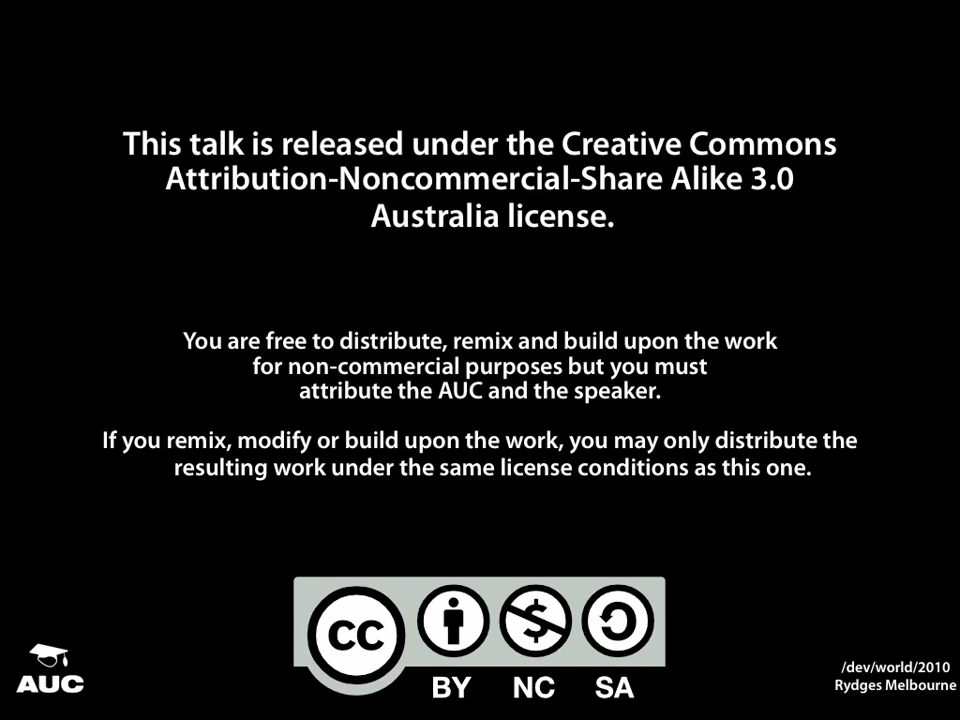 This talk is released under the Creative Commons
Attribution-Noncommercial-Share Alike 3.0
Australia license.
You are free to distribute, remix and build upon the work
for non-commercial purposes but you must
attribute the AUC and the speaker.
If you remix, modify or build upon the work, you may only distribute the
resulting work under the same license conditions as this one.
cc
$
BY NC SA
AUC
/dev/world/2010
Rydges Melbourne